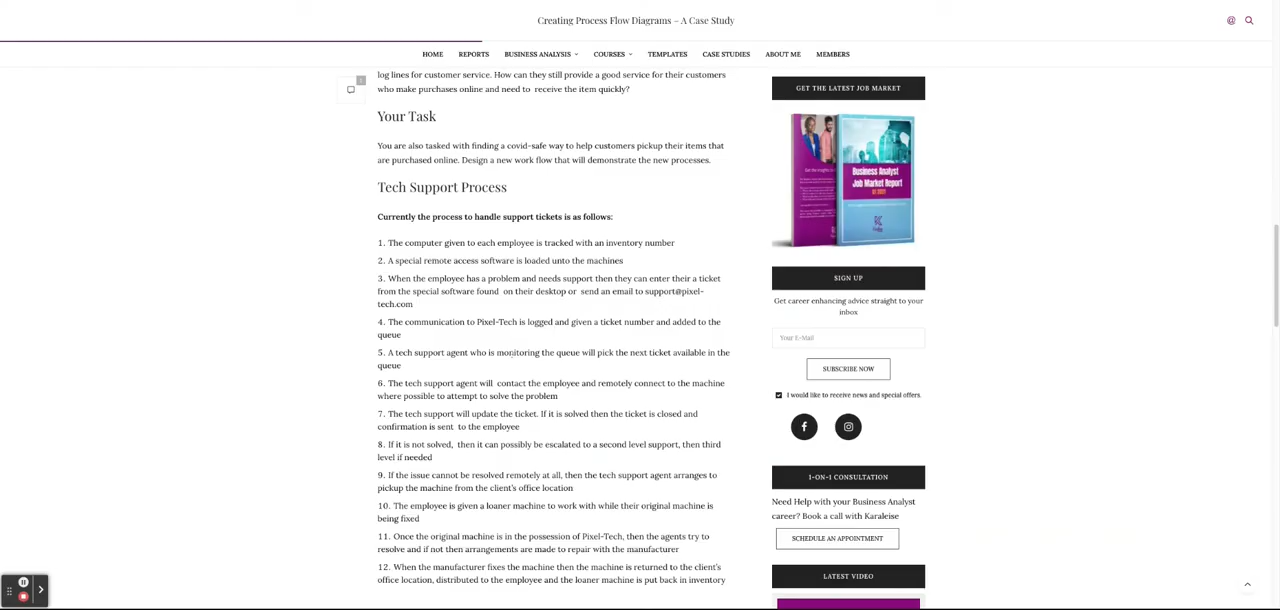 Creating Process Flow Diagrams – A Case Study
@
HOME REPORTS BUSINESS ANALYSIS COURSES TEMPLATES CASE STUDIES ABOUT ME MEMBERS
1
log lines for customer service. How can they still provide a good service for their customers
who make purchases online and need to receive the item quickly?
Your Task
You are also tasked with finding a covid-safe way to help customers pickup their items that
are purchased online. Design a new work flow that will demonstrate the new processes.
Tech Support Process
Currently the process to handle support tickets is as follows:
1. The computer given to each employee is tracked with an inventory number
2. A special remote access software is loaded unto the machines
3. When the employee has a problem and needs support then they can enter their a ticket
from the special software found on their desktop or send an email to support@pixel-
tech.com
4. The communication to Pixel-Tech is logged and given a ticket number and added to the
queue
5. A tech support agent who is monitoring the queue will pick the next ticket available in the
queue
6. The tech support agent will contact the employee and remotely connect to the machine
where possible to attempt to solve the problem
7. The tech support will update the ticket. If it is solved then the ticket is closed and
confirmation is sent to the employee
8. If it is not solved, then it can possibly be escalated to a second level support, then third
level if needed
9. If the issue cannot be resolved remotely at all, then the tech support agent arranges to
pickup the machine from the client's office location
10. The employee is given a loaner machine to work with while their original machine is
being fixed
11. Once the original machine is in the possession of Pixel-Tech, then the agents try to
resolve and if not then arrangements are made to repair with the manufacturer
12. When the manufacturer fixes the machine then the machine is returned to the client's
office location, distributed to the employee and the loaner machine is put back in inventory
GET THE LATEST JOB MARKET
Business Analyst
Job Market Report
SIGN UP
Get career enhancing advice straight to your
inbox
Your E-Mail
SUBSCRIBE NOW
I would like to receive news and special offers.
1-ON-1 CONSULTATION
Need Help with your Business Analyst
career? Book a call with Karaleise
SCHEDULE AN APPOINTMENT
LATEST VIDEO